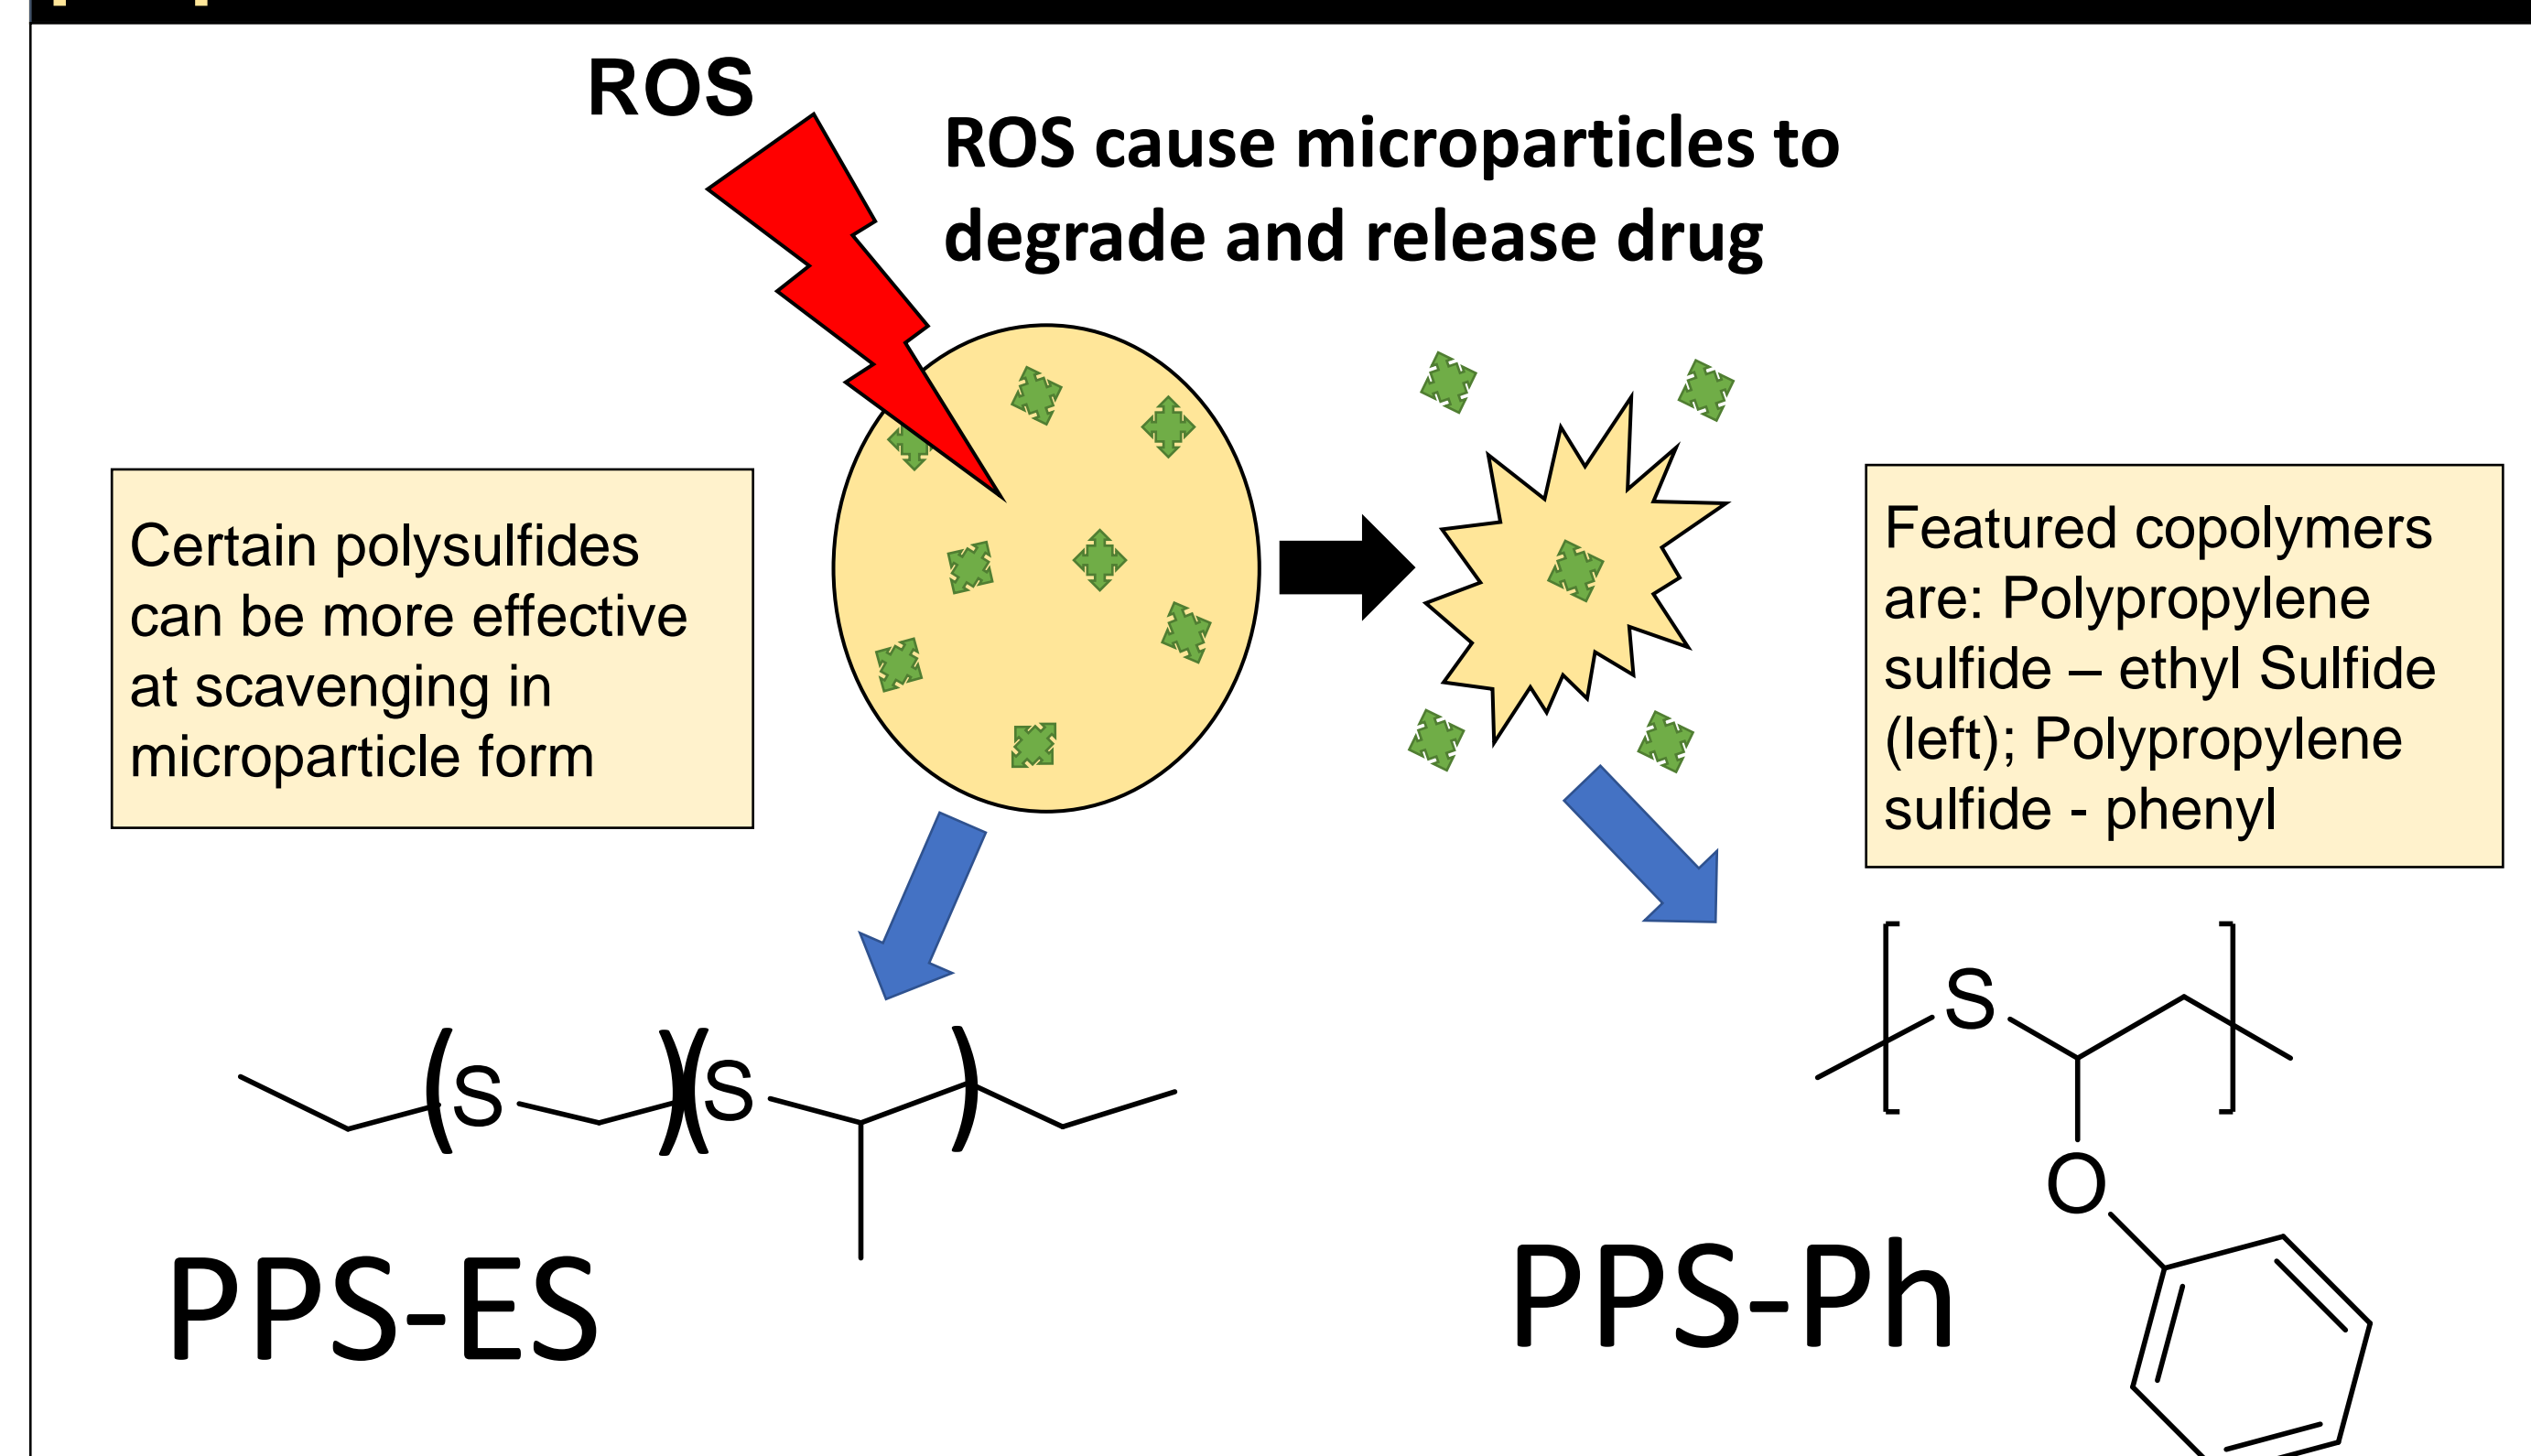 ROS
ROS cause microparticles to
degrade and release drug
Certain polysulfides
can be more effective
at scavenging in
microparticle form
Featured copolymers
are: Polypropylene
sulfide – ethyl Sulfide
(left); Polypropylene
sulfide - phenyl
S
S
S
O
PPS-ES
PPS-Ph